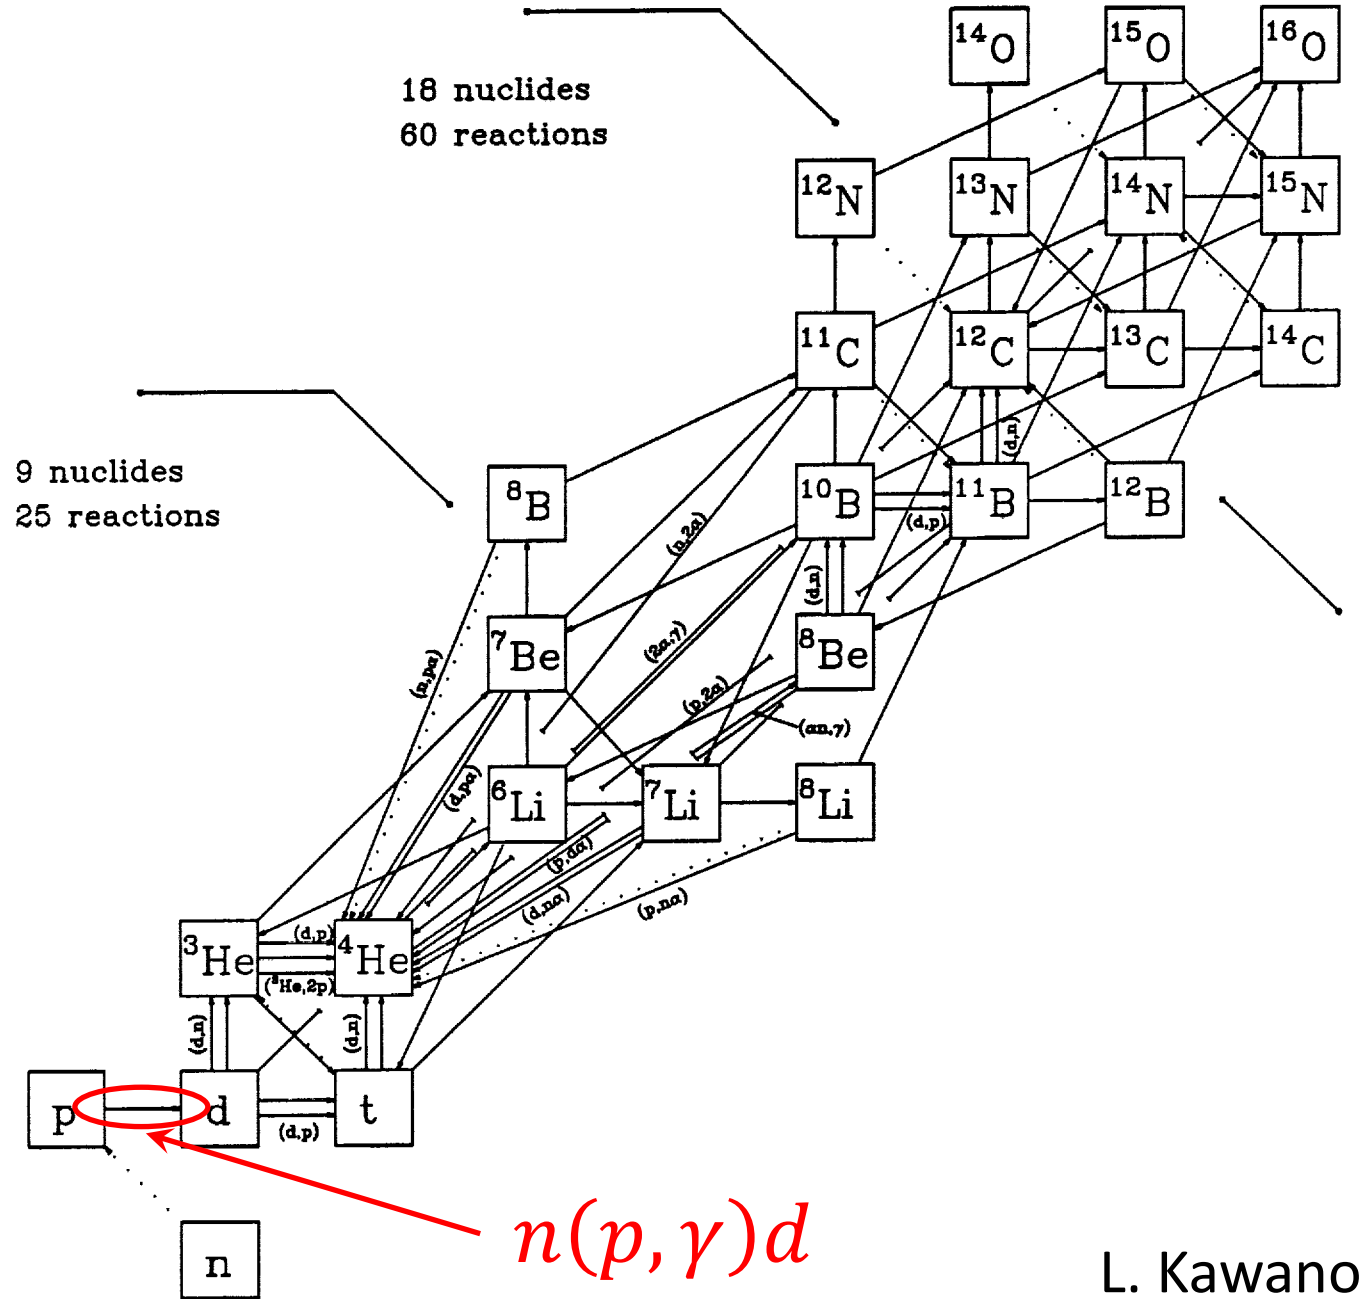 ¹⁴O
¹⁵O
¹⁶O
18 nuclides
60 reactions
¹²N
¹³N
¹⁴N
¹⁵N
¹¹C
¹²C
¹³C
¹⁴C
(d,n)
9 nuclides
25 reactions
⁸B
¹⁰B
¹¹B
¹²B
(d,p)
(n,2α)
(d,n)
⁷Be
⁸Be
(2α,γ)
(n,pα)
(p,2α)
(αn,γ)
(d,pα)
⁶Li
⁷Li
⁸Li
(p,dα)
(d,nα)
(p,nα)
³He
(d,p)
⁴He
(³He,2p)
(d,n)
(d,n)
p
d
t
(d,p)
n
n(p,γ)d
L. Kawano